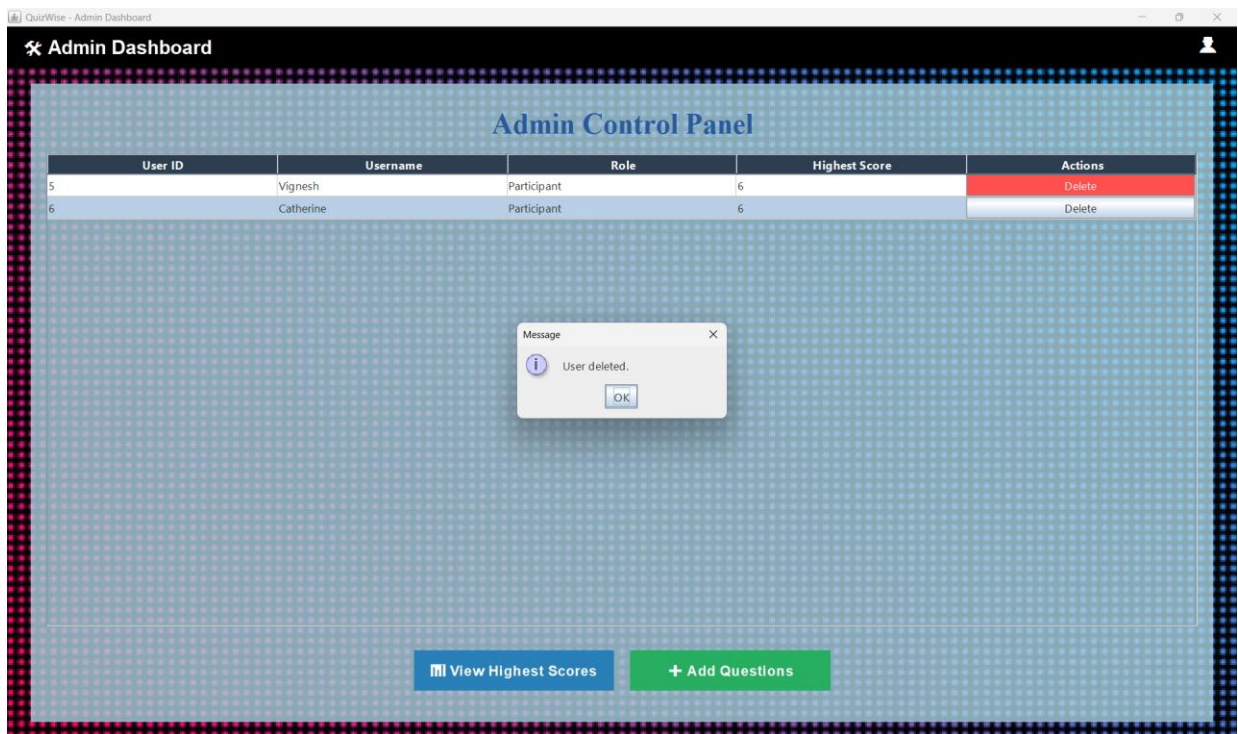 QuizWise - Admin Dashboard
Admin Dashboard
Admin Control Panel
User ID Username Role Highest Score Actions
5 Vignesh Participant 6 Delete
6 Catherine Participant 6 Delete
Message
User deleted.
OK
View Highest Scores + Add Questions